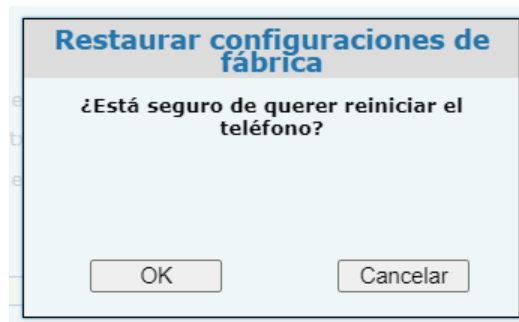 Restaurar configuraciones de
fábrica
¿Está seguro de querer reiniciar el
teléfono?
OK
Cancelar